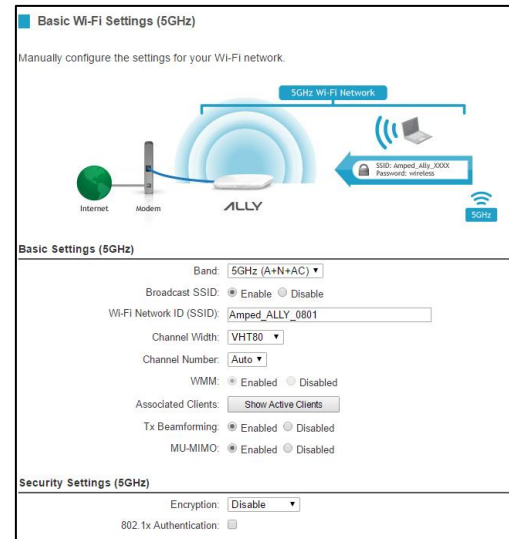 Basic Wi-Fi Settings (5GHz)
Manually configure the settings for your Wi-Fi network.
5GHz Wi-Fi Network
SSID: Amped_Ally_XXXX
Password: wireless
Internet
Modem
ALLY
5GHz
Basic Settings (5GHz)
Band: 5GHz (A+N+AC)
Broadcast SSID: Enable Disable
Wi-Fi Network ID (SSID): Amped_ALLY_0801
Channel Width: VHT80
Channel Number: Auto
WMM: Enabled Disabled
Associated Clients: Show Active Clients
Tx Beamforming: Enabled Disabled
MU-MIMO: Enabled Disabled
Security Settings (5GHz)
Encryption: Disable
802.1x Authentication: